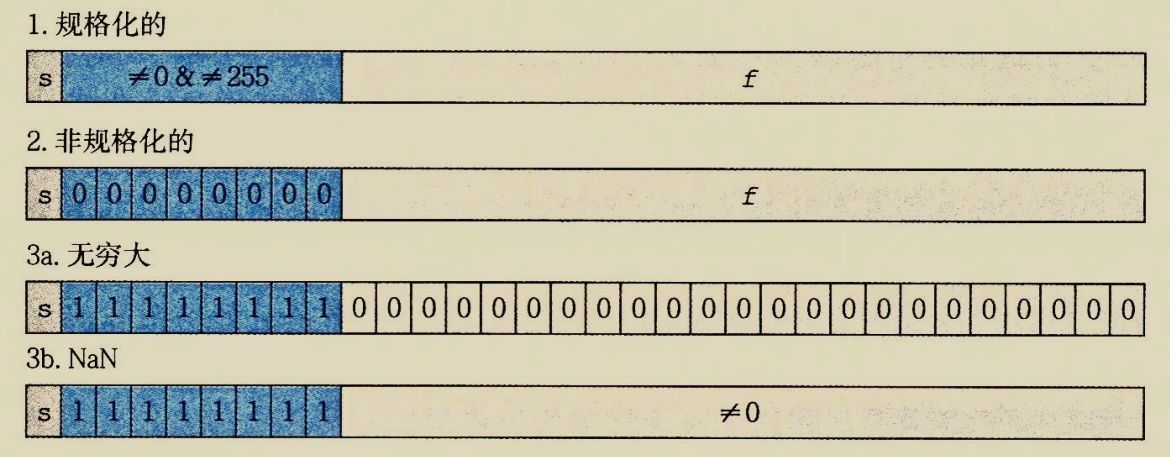 1. 规格化的
s ≠0 & ≠255 f
2. 非规格化的
s 0 0 0 0 0 0 0 0 f
3a. 无穷大
s 1 1 1 1 1 1 1 1 0 0 0 0 0 0 0 0 0 0 0 0 0 0 0 0 0 0 0 0 0 0 0
3b. NaN
s 1 1 1 1 1 1 1 1 ≠0